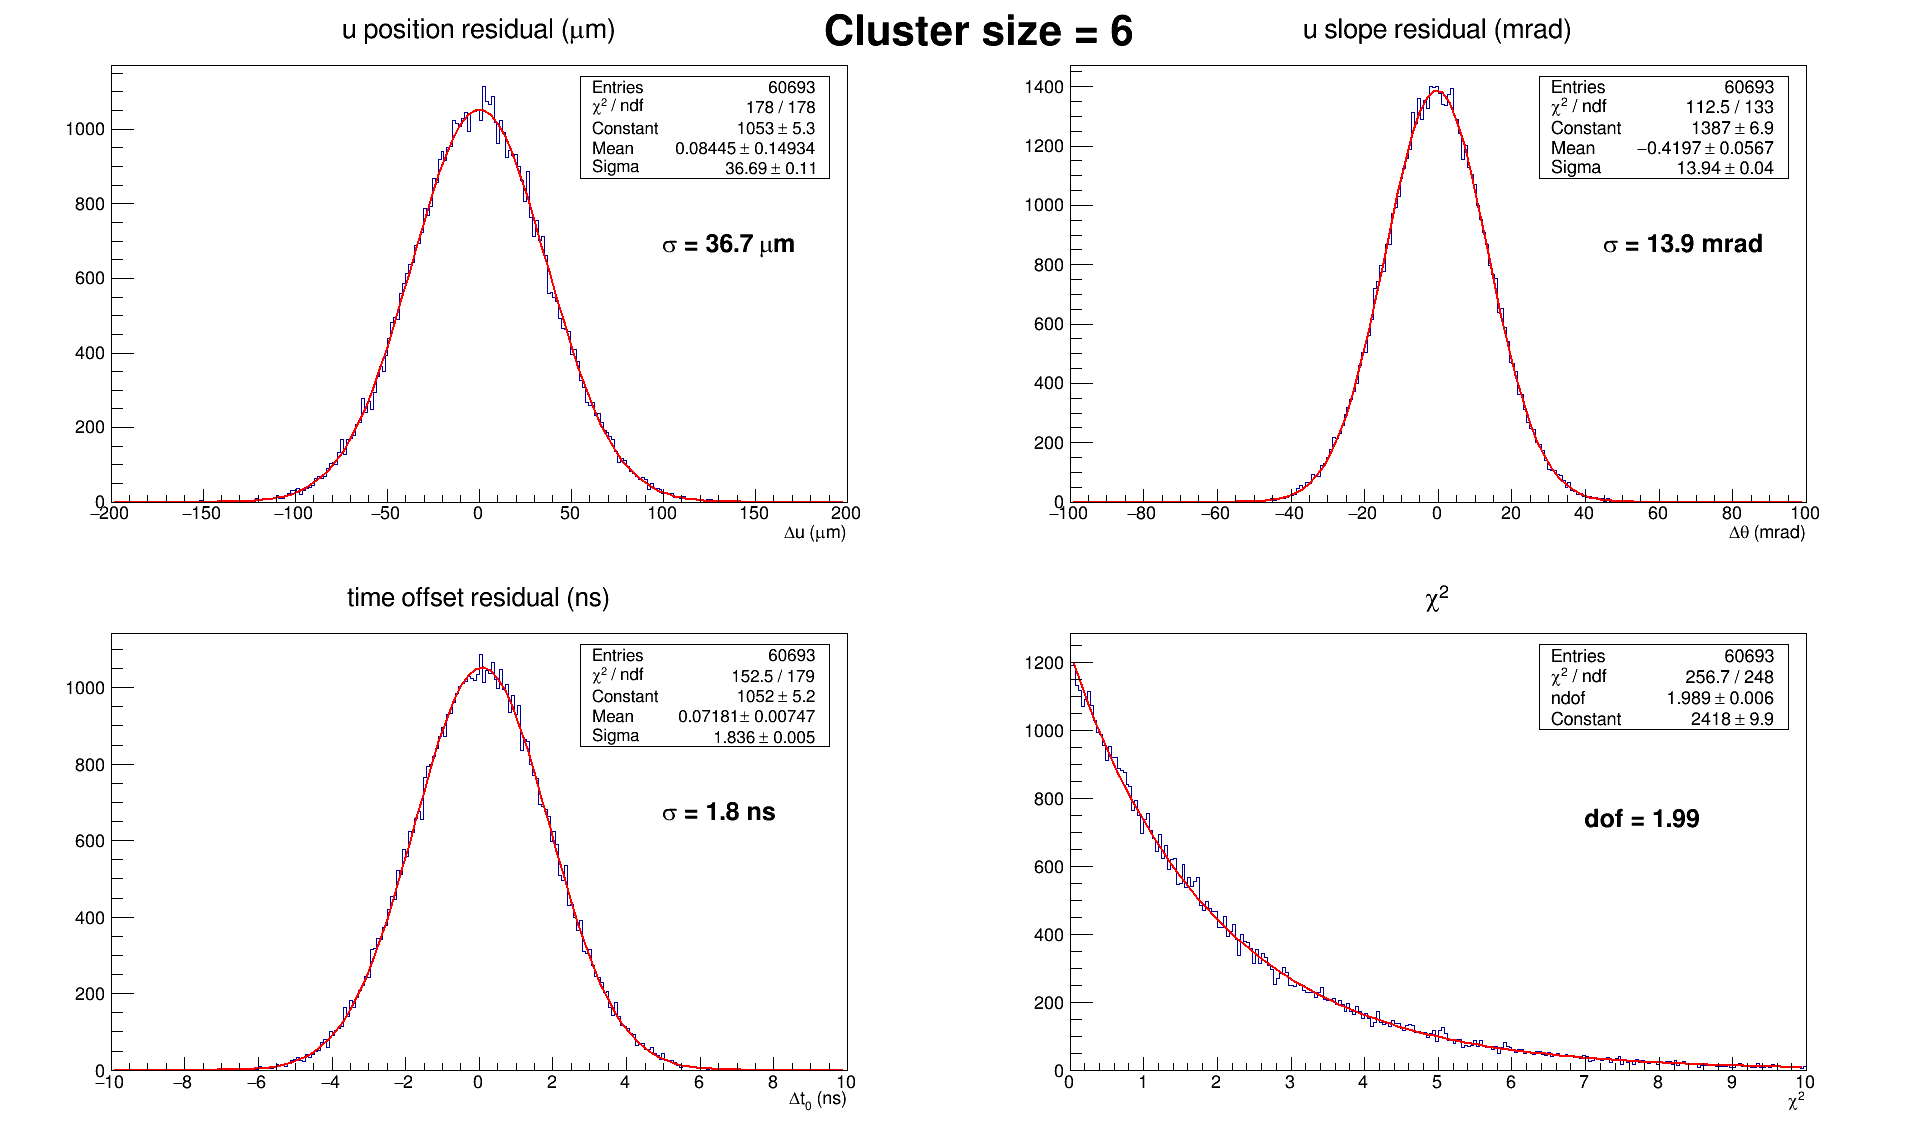 Cluster size = 6
u position residual (μm)
Entries 60693
χ² / ndf 178 / 178
Constant 1053 ± 5.3
Mean 0.08445 ± 0.14934
Sigma 36.69 ± 0.11
σ = 36.7 μm
1000
800
600
400
200
0
−200 −150 −100 −50 0 50 100 150 200
Δu (μm)
u slope residual (mrad)
Entries 60693
χ² / ndf 112.5 / 133
Constant 1387 ± 6.9
Mean −0.4197 ± 0.0567
Sigma 13.94 ± 0.04
σ = 13.9 mrad
1400
1200
1000
800
600
400
200
0
−100 −80 −60 −40 −20 0 20 40 60 80 100
Δθ (mrad)
time offset residual (ns)
Entries 60693
χ² / ndf 152.5 / 179
Constant 1052 ± 5.2
Mean 0.07181 ± 0.00747
Sigma 1.836 ± 0.005
σ = 1.8 ns
1000
800
600
400
200
0
−10 −8 −6 −4 −2 0 2 4 6 8 10
Δt₀ (ns)
χ²
Entries 60693
χ² / ndf 256.7 / 248
ndof 1.989 ± 0.006
Constant 2418 ± 9.9
dof = 1.99
1200
1000
800
600
400
200
0
0 1 2 3 4 5 6 7 8 9 10
χ²